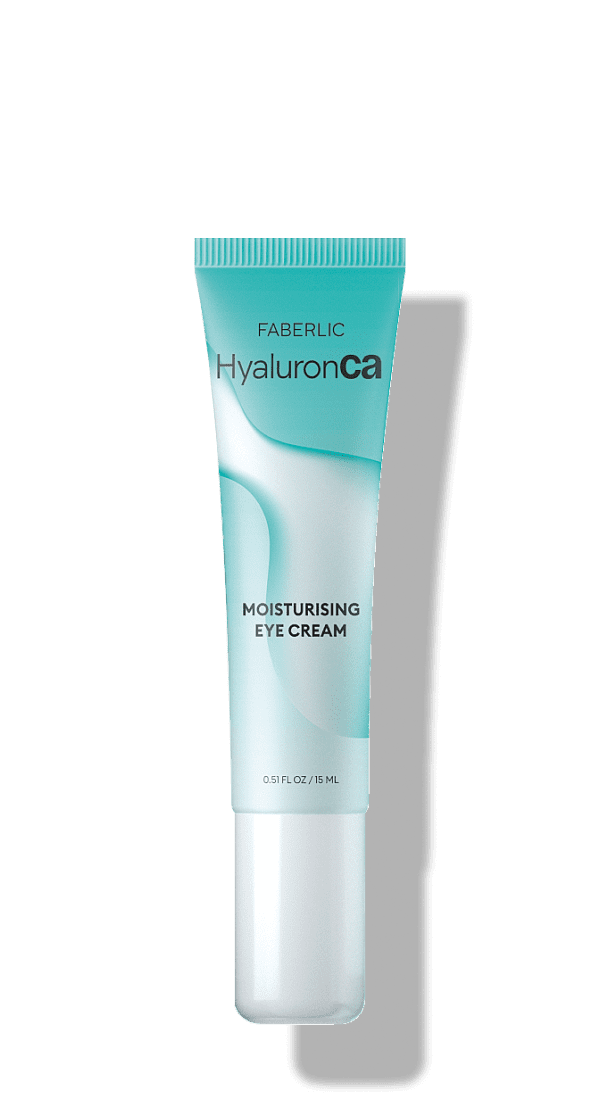 FABERLIC
HyaluronCa
MOISTURISING
EYE CREAM
0.51 FL OZ / 15 ML